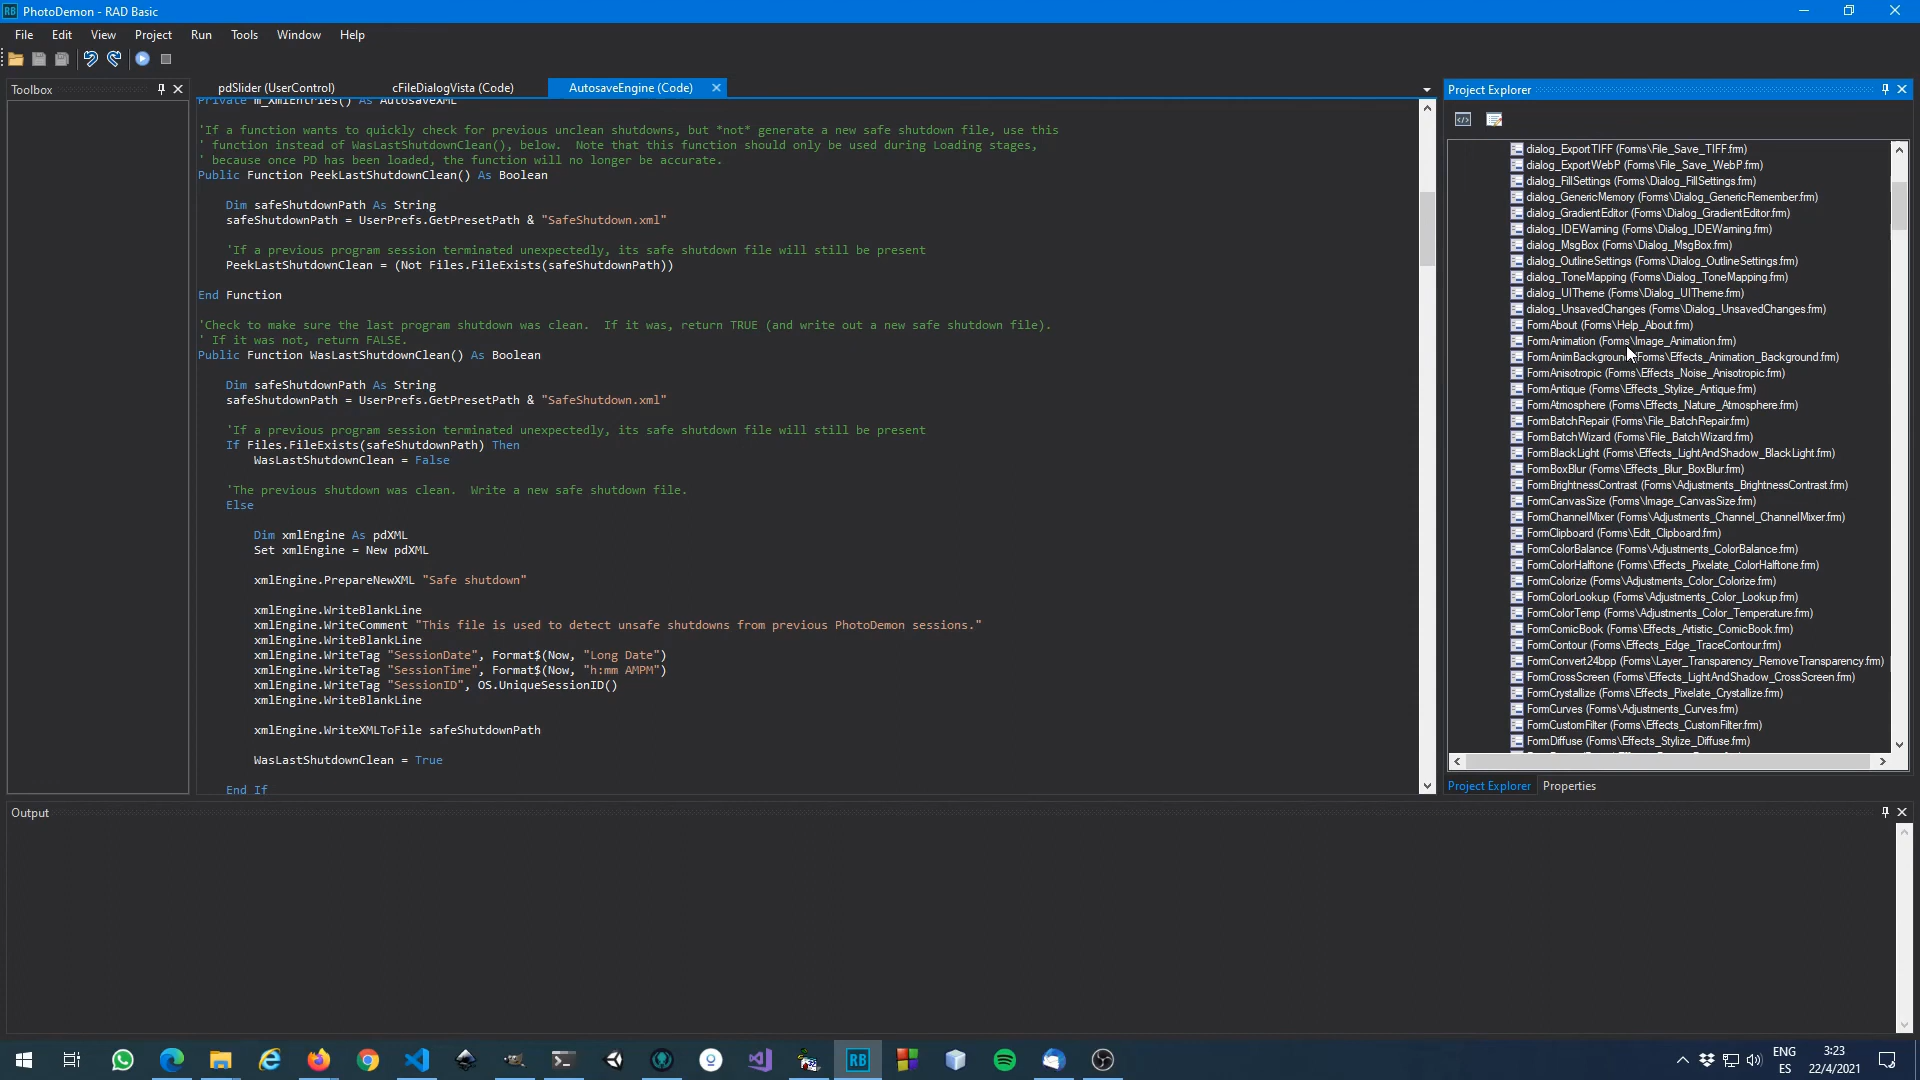 PhotoDemon - RAD Basic
File Edit View Project Run Tools Window Help
Toolbox
pdSlider (UserControl) cFileDialogVista (Code) AutosaveEngine (Code)
Private m_XmlEntries() As AutosaveXML
'If a function wants to quickly check for previous unclean shutdowns, but *not* generate a new safe shutdown file, use this
' function instead of WasLastShutdownClean(), below.  Note that this function should only be used during Loading stages,
' because once PD has been loaded, the function will no longer be accurate.
Public Function PeekLastShutdownClean() As Boolean
Dim safeShutdownPath As String
safeShutdownPath = UserPrefs.GetPresetPath & "SafeShutdown.xml"
'If a previous program session terminated unexpectedly, its safe shutdown file will still be present
PeekLastShutdownClean = (Not Files.FileExists(safeShutdownPath))
End Function
'Check to make sure the last program shutdown was clean.  If it was, return TRUE (and write out a new safe shutdown file).
' If it was not, return FALSE.
Public Function WasLastShutdownClean() As Boolean
Dim safeShutdownPath As String
safeShutdownPath = UserPrefs.GetPresetPath & "SafeShutdown.xml"
'If a previous program session terminated unexpectedly, its safe shutdown file will still be present
If Files.FileExists(safeShutdownPath) Then
WasLastShutdownClean = False
'The previous shutdown was clean.  Write a new safe shutdown file.
Else
Dim xmlEngine As pdXML
Set xmlEngine = New pdXML
xmlEngine.PrepareNewXML "Safe shutdown"
xmlEngine.WriteBlankLine
xmlEngine.WriteComment "This file is used to detect unsafe shutdowns from previous PhotoDemon sessions."
xmlEngine.WriteBlankLine
xmlEngine.WriteTag "SessionDate", Format$(Now, "Long Date")
xmlEngine.WriteTag "SessionTime", Format$(Now, "h:mm AMPM")
xmlEngine.WriteTag "SessionID", OS.UniqueSessionID()
xmlEngine.WriteBlankLine
xmlEngine.WriteXMLToFile safeShutdownPath
WasLastShutdownClean = True
End If
Project Explorer
dialog_ExportTIFF (Forms\File_Save_TIFF.frm)
dialog_ExportWebP (Forms\File_Save_WebP.frm)
dialog_FillSettings (Forms\Dialog_FillSettings.frm)
dialog_GenericMemory (Forms\Dialog_GenericRemember.frm)
dialog_GradientEditor (Forms\Dialog_GradientEditor.frm)
dialog_IDEWarning (Forms\Dialog_IDEWarning.frm)
dialog_MsgBox (Forms\Dialog_MsgBox.frm)
dialog_OutlineSettings (Forms\Dialog_OutlineSettings.frm)
dialog_ToneMapping (Forms\Dialog_ToneMapping.frm)
dialog_UITheme (Forms\Dialog_UITheme.frm)
dialog_UnsavedChanges (Forms\Dialog_UnsavedChanges.frm)
FormAbout (Forms\Help_About.frm)
FormAnimation (Forms\Image_Animation.frm)
FormAnimBackground (Forms\Effects_Animation_Background.frm)
FormAnisotropic (Forms\Effects_Noise_Anisotropic.frm)
FormAntique (Forms\Effects_Stylize_Antique.frm)
FormAtmosphere (Forms\Effects_Nature_Atmosphere.frm)
FormBatchRepair (Forms\File_BatchRepair.frm)
FormBatchWizard (Forms\File_BatchWizard.frm)
FormBlackLight (Forms\Effects_LightAndShadow_BlackLight.frm)
FormBoxBlur (Forms\Effects_Blur_BoxBlur.frm)
FormBrightnessContrast (Forms\Adjustments_BrightnessContrast.frm)
FormCanvasSize (Forms\Image_CanvasSize.frm)
FormChannelMixer (Forms\Adjustments_Channel_ChannelMixer.frm)
FormClipboard (Forms\Edit_Clipboard.frm)
FormColorBalance (Forms\Adjustments_ColorBalance.frm)
FormColorHalftone (Forms\Effects_Pixelate_ColorHalftone.frm)
FormColorize (Forms\Adjustments_Color_Colorize.frm)
FormColorLookup (Forms\Adjustments_Color_Lookup.frm)
FormColorTemp (Forms\Adjustments_Color_Temperature.frm)
FormComicBook (Forms\Effects_Artistic_ComicBook.frm)
FormContour (Forms\Effects_Edge_TraceContour.frm)
FormConvert24bpp (Forms\Layer_Transparency_RemoveTransparency.frm)
FormCrossScreen (Forms\Effects_LightAndShadow_CrossScreen.frm)
FormCrystallize (Forms\Effects_Pixelate_Crystallize.frm)
FormCurves (Forms\Adjustments_Curves.frm)
FormCustomFilter (Forms\Effects_CustomFilter.frm)
FormDiffuse (Forms\Effects_Stylize_Diffuse.frm)
Project Explorer Properties
Output
RB
ENG
ES
3:23
22/4/2021